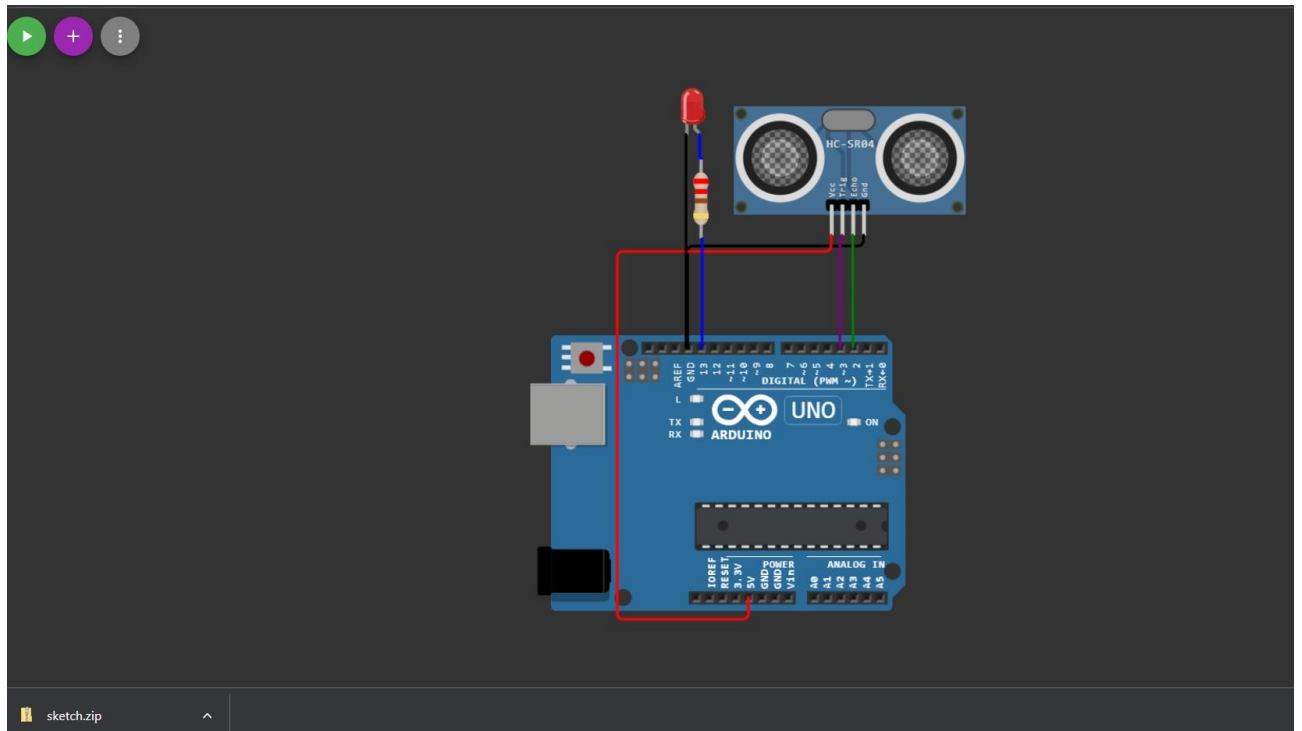 HC-SR04
Vcc
Trig
Echo
Gnd
AREF
GND
13
12
~11
~10
~9
8
7
~6
~5
4
~3
2
TX→1
RX←0
DIGITAL (PWM ~)
L
TX
RX
UNO
ARDUINO
ON
IOREF
RESET
3.3V
5V
GND
GND
Vin
POWER
ANALOG IN
A0
A1
A2
A3
A4
A5
sketch.zip